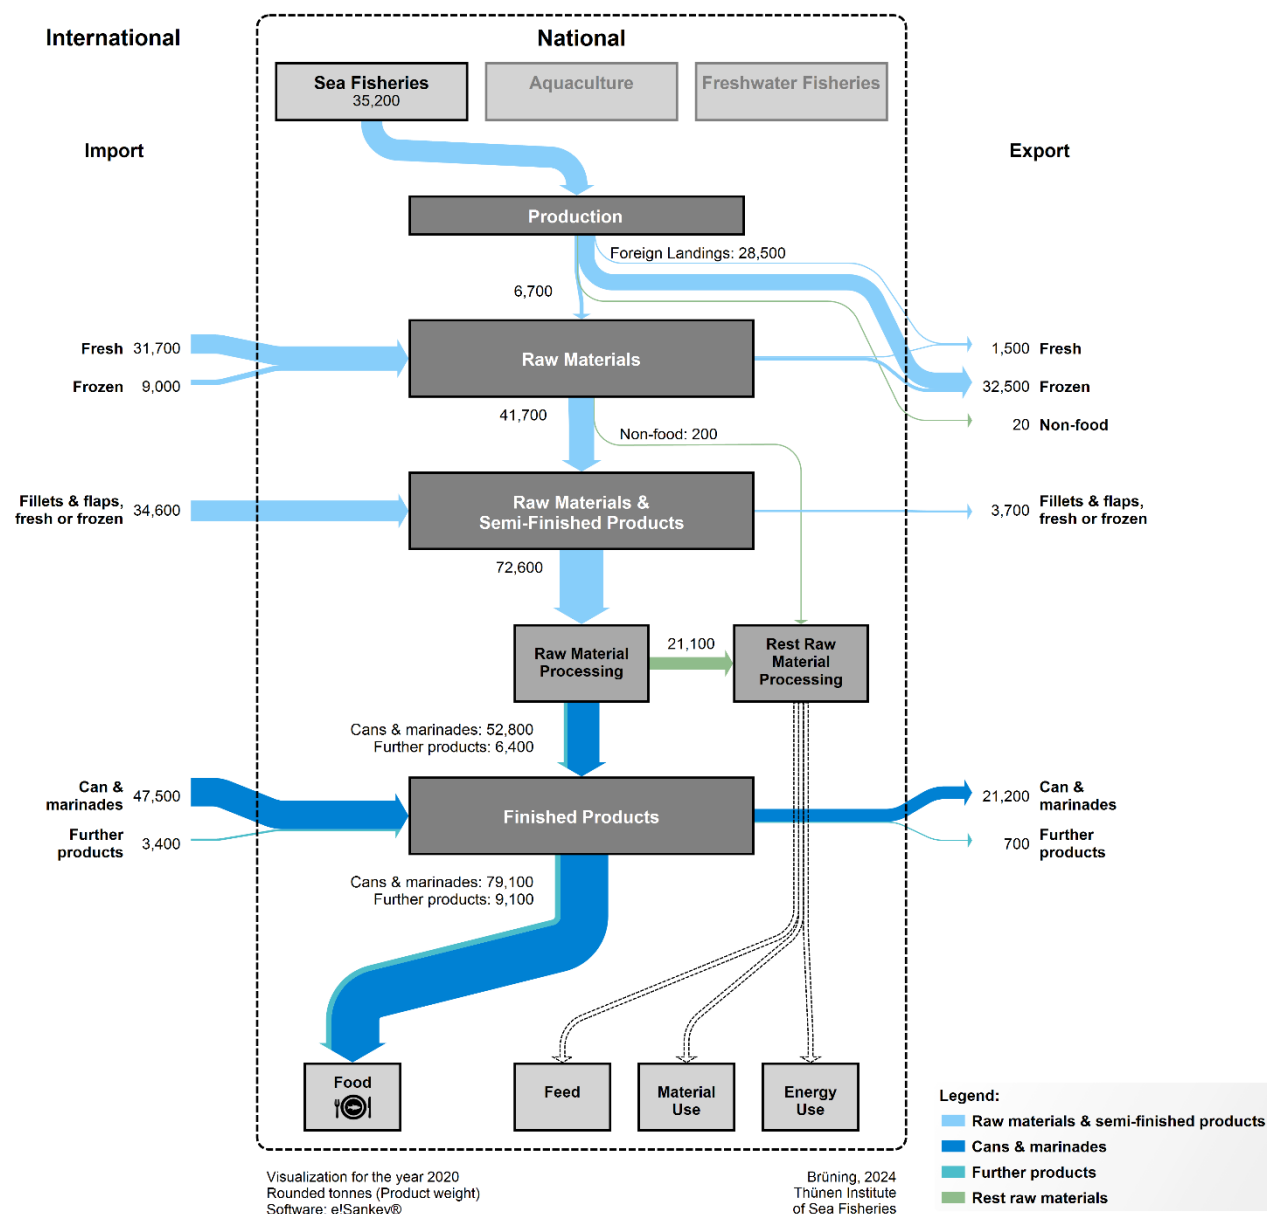 International
National
Sea Fisheries
35,200
Aquaculture
Freshwater Fisheries
Import
Export
Production
Foreign Landings: 28,500
6,700
Fresh 31,700
Raw Materials
1,500 Fresh
Frozen 9,000
32,500 Frozen
41,700
20 Non-food
Non-food: 200
Fillets & flaps,
fresh or frozen
34,600
Raw Materials &
Semi-Finished Products
3,700
Fillets & flaps,
fresh or frozen
72,600
Raw Material
Processing
21,100
Rest Raw
Material
Processing
Cans & marinades: 52,800
Further products: 6,400
Can &
marinades
47,500
Finished Products
21,200
Can &
marinades
Further
products
3,400
700
Further
products
Cans & marinades: 79,100
Further products: 9,100
Food
Feed
Material
Use
Energy
Use
Legend:
Raw materials & semi-finished products
Cans & marinades
Further products
Rest raw materials
Visualization for the year 2020
Rounded tonnes (Product weight)
Software: e!Sankey®
Brüning, 2024
Thünen Institute
of Sea Fisheries